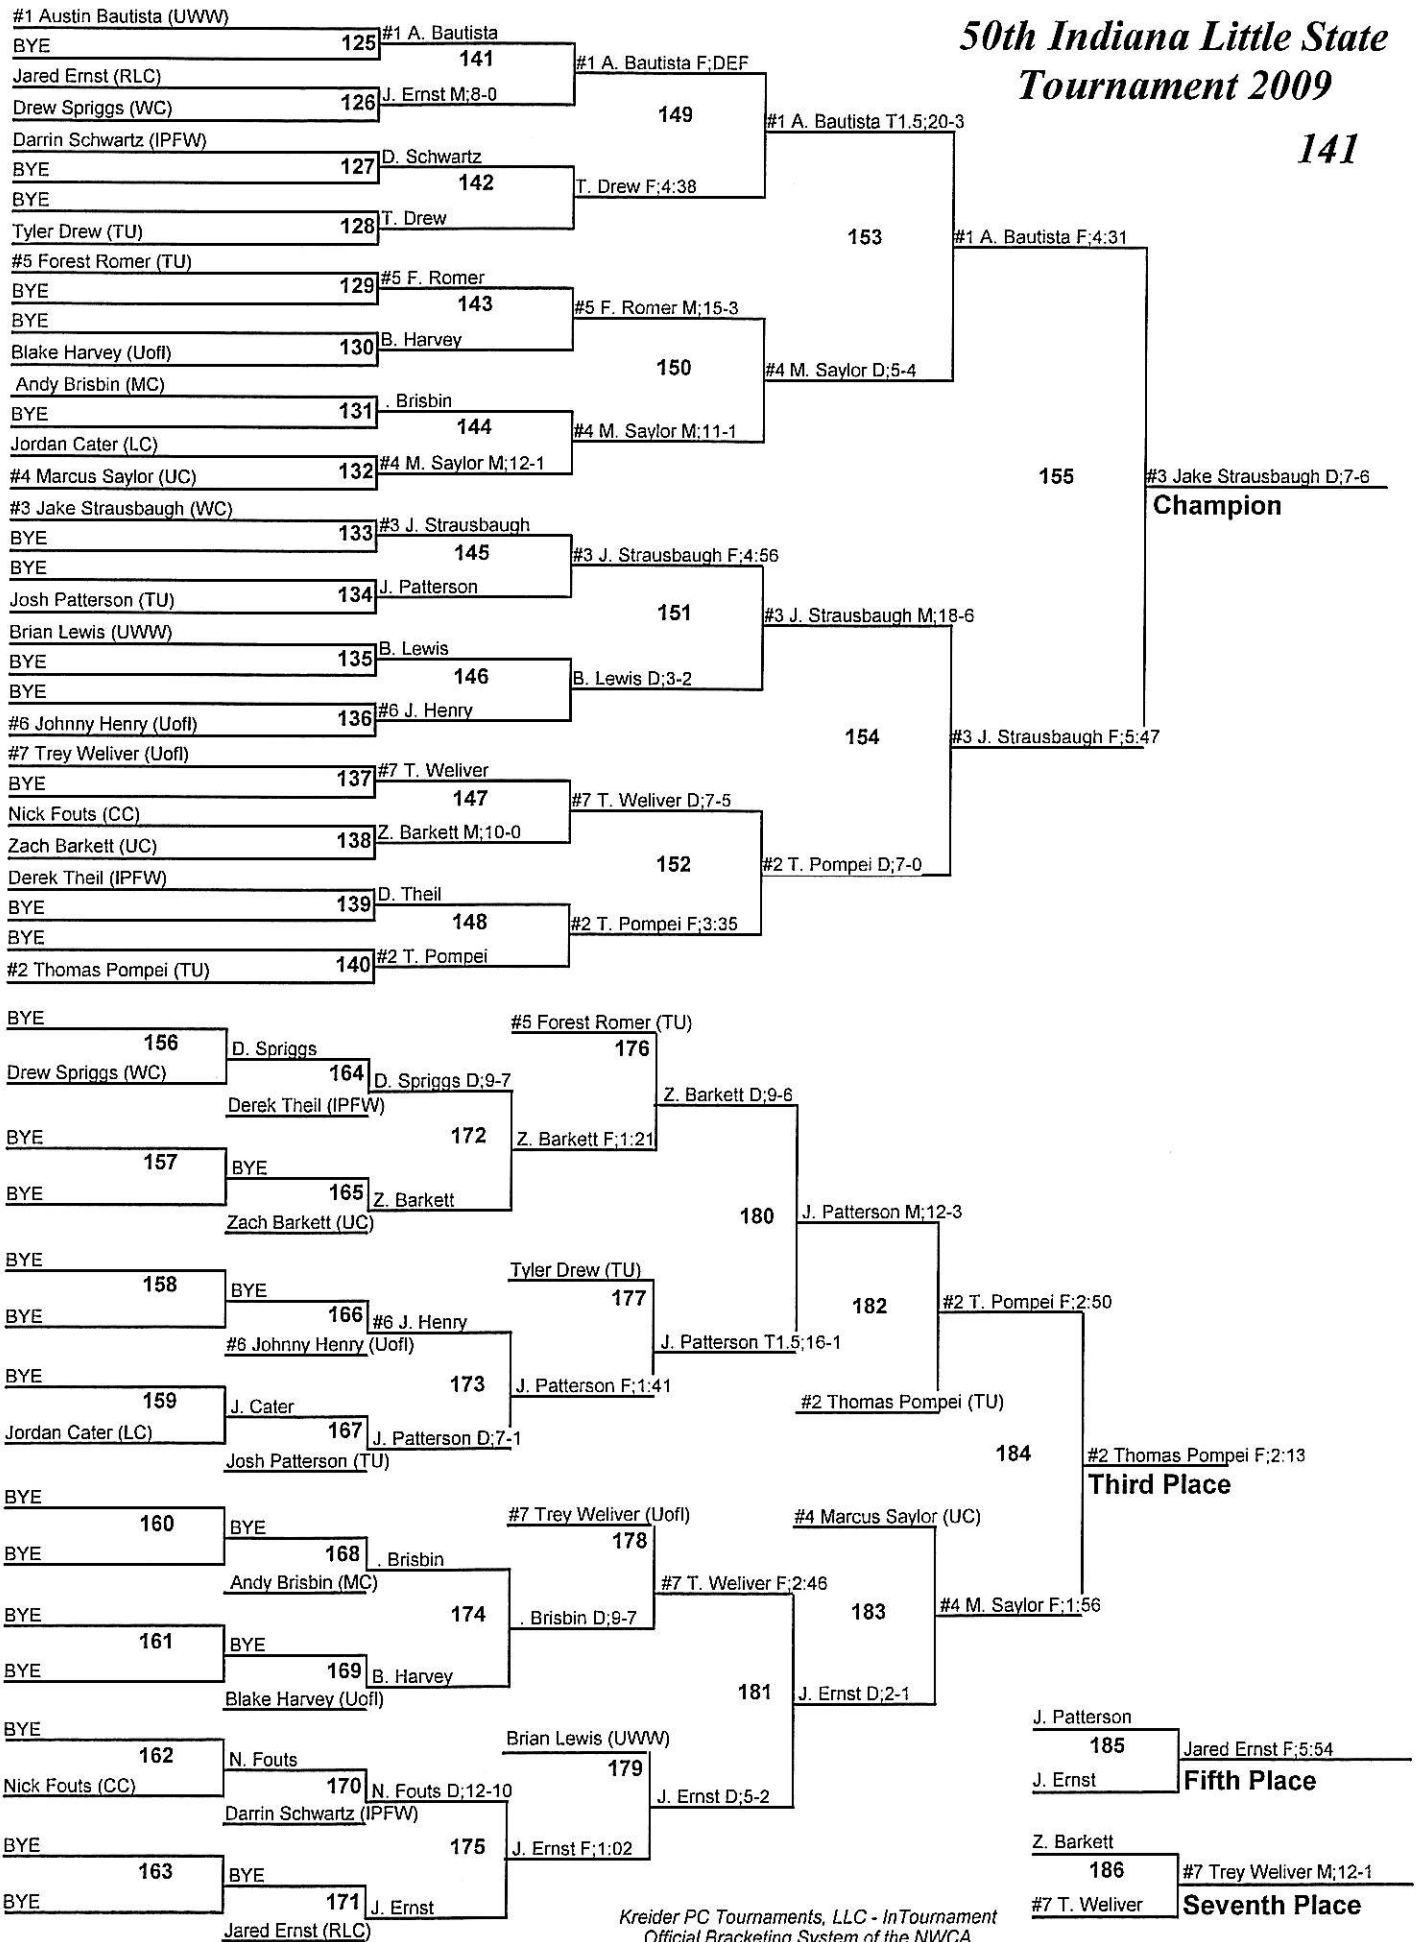 50th Indiana Little State
Tournament 2009
141
#1 Austin Bautista (UWW)
BYE
125
#1 A. Bautista
141
Jared Ernst (RLC)
Drew Spriggs (WC)
126
J. Ernst M;8-0
#1 A. Bautista F;DEF
149
Darrin Schwartz (IPFW)
BYE
127
D. Schwartz
142
BYE
Tyler Drew (TU)
128
T. Drew
T. Drew F;4:38
#1 A. Bautista T1.5;20-3
153
#5 Forest Romer (TU)
BYE
129
#5 F. Romer
143
BYE
Blake Harvey (Uofl)
130
B. Harvey
#5 F. Romer M;15-3
150
Andy Brisbin (MC)
BYE
131
. Brisbin
144
Jordan Cater (LC)
#4 Marcus Saylor (UC)
132
#4 M. Saylor M;12-1
#4 M. Saylor M;11-1
#4 M. Saylor D;5-4
#1 A. Bautista F;4:31
155
#3 Jake Strausbaugh D;7-6
Champion
#3 Jake Strausbaugh (WC)
BYE
133
#3 J. Strausbaugh
145
BYE
Josh Patterson (TU)
134
J. Patterson
#3 J. Strausbaugh F;4:56
151
Brian Lewis (UWW)
BYE
135
B. Lewis
146
BYE
#6 Johnny Henry (Uofl)
136
#6 J. Henry
B. Lewis D;3-2
#3 J. Strausbaugh M;18-6
154
#3 J. Strausbaugh F;5:47
#7 Trey Weliver (Uofl)
BYE
137
#7 T. Weliver
147
Nick Fouts (CC)
Zach Barkett (UC)
138
Z. Barkett M;10-0
#7 T. Weliver D;7-5
152
#2 T. Pompei D;7-0
Derek Theil (IPFW)
BYE
139
D. Theil
148
BYE
#2 Thomas Pompei (TU)
140
#2 T. Pompei
#2 T. Pompei F;3:35
BYE
156
Drew Spriggs (WC)
D. Spriggs
164
Derek Theil (IPFW)
D. Spriggs D;9-7
172
BYE
157
BYE
BYE
165
Zach Barkett (UC)
Z. Barkett
#5 Forest Romer (TU)
176
Z. Barkett F;1:21
Z. Barkett D;9-6
180
BYE
158
BYE
BYE
166
#6 Johnny Henry (Uofl)
#6 J. Henry
173
BYE
159
Jordan Cater (LC)
J. Cater
167
Josh Patterson (TU)
J. Patterson D;7-1
Tyler Drew (TU)
177
J. Patterson F;1:41
J. Patterson T1.5;16-1
J. Patterson M;12-3
182
#2 Thomas Pompei (TU)
#2 T. Pompei F;2:50
184
#2 Thomas Pompei F;2:13
Third Place
BYE
160
BYE
BYE
168
Andy Brisbin (MC)
. Brisbin
174
BYE
161
BYE
BYE
169
Blake Harvey (Uofl)
B. Harvey
#7 Trey Weliver (Uofl)
178
. Brisbin D;9-7
#7 T. Weliver F;2:46
181
#4 Marcus Saylor (UC)
183
#4 M. Saylor F;1:56
J. Ernst D;2-1
BYE
162
Nick Fouts (CC)
N. Fouts
170
Darrin Schwartz (IPFW)
N. Fouts D;12-10
175
BYE
163
BYE
BYE
171
Jared Ernst (RLC)
J. Ernst
Brian Lewis (UWW)
179
J. Ernst F;1:02
J. Ernst D;5-2
J. Patterson
185
J. Ernst
Jared Ernst F;5:54
Fifth Place
Z. Barkett
186
#7 T. Weliver
#7 Trey Weliver M;12-1
Seventh Place
Kreider PC Tournaments, LLC - InTournament
Official Bracketing System of the NWCA